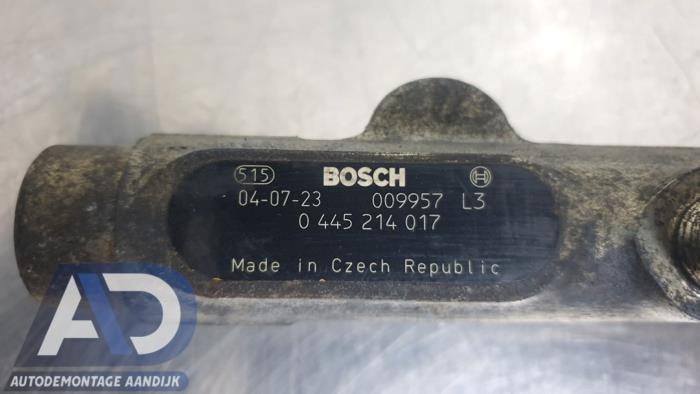 515 BOSCH
04-07-23 009957 L3
0 445 214 017
Made in Czech Republic
AD
AUTODEMONTAGE AANDIJK